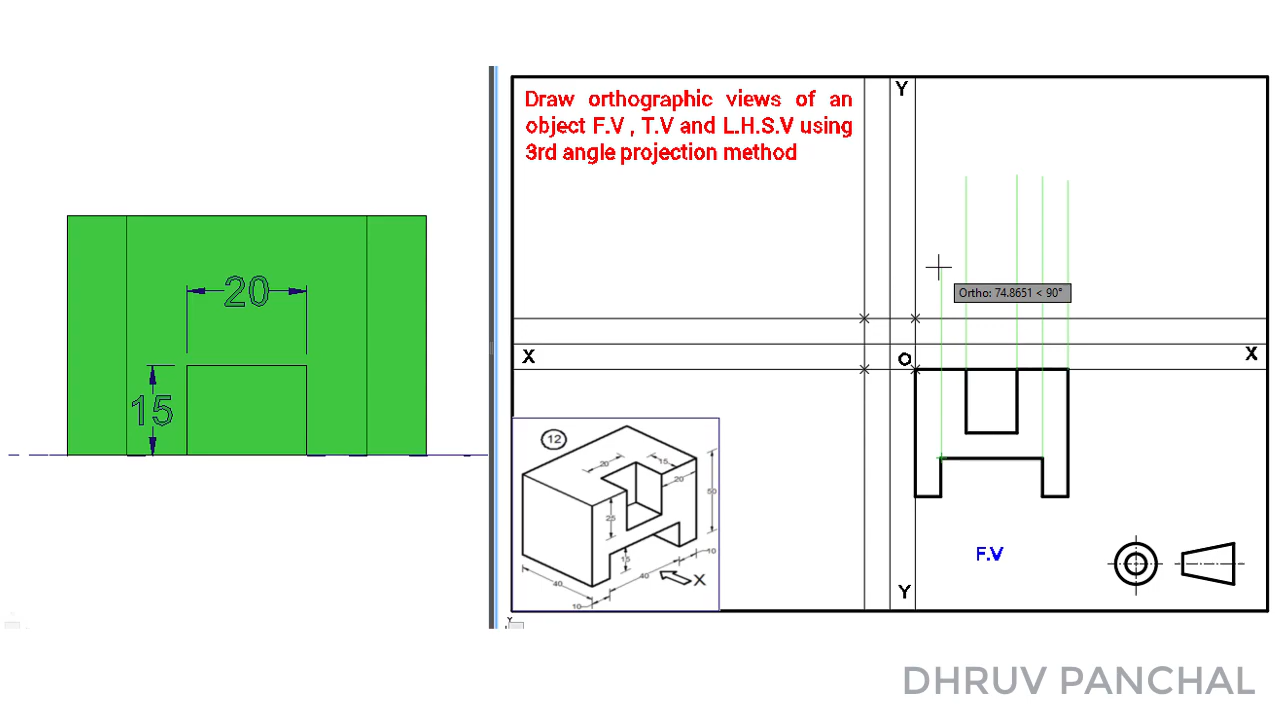 20
15
Draw orthographic views of an
object F.V , T.V and L.H.S.V using
3rd angle projection method
Y
Ortho: 74.8651 < 90°
X
O
X
12
20
15
20
25
50
15
10
40
40
X
10
F.V
Y
Y
DHRUV PANCHAL